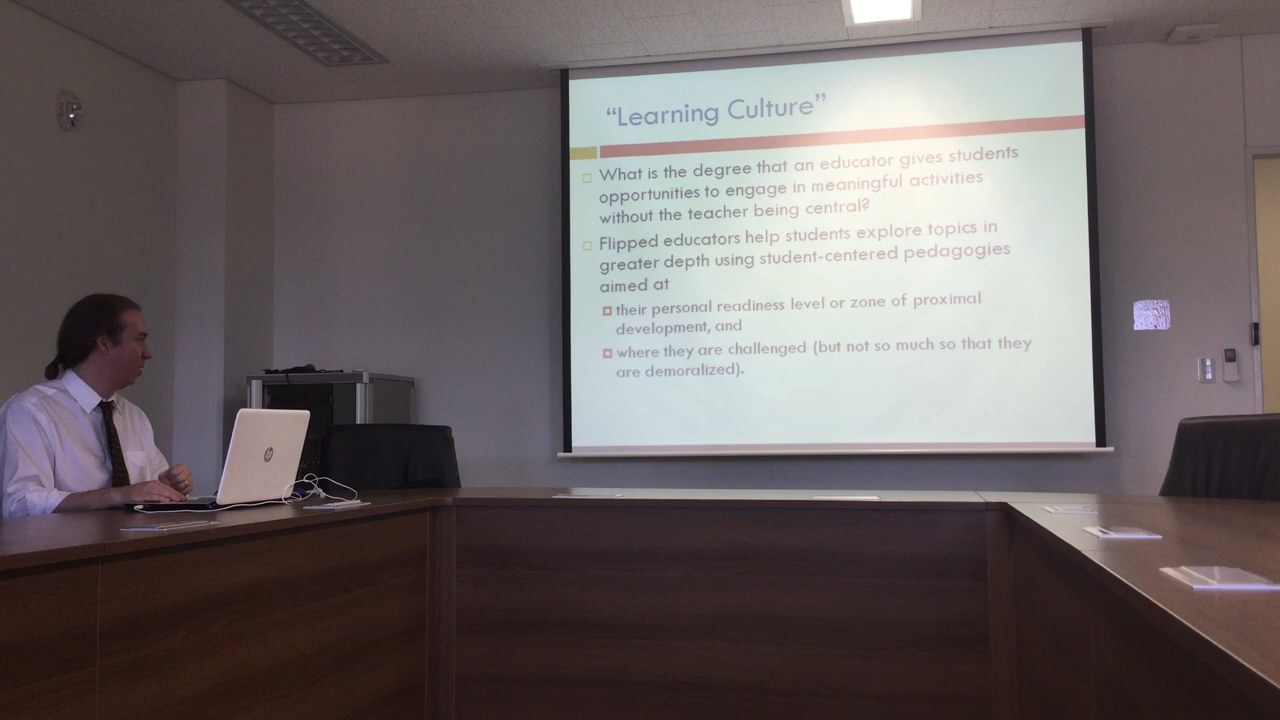 “Learning Culture”
What is the degree that an educator gives students
opportunities to engage in meaningful activities
without the teacher being central?
Flipped educators help students explore topics in
greater depth using student-centered pedagogies
aimed at
their personal readiness level or zone of proximal
development, and
where they are challenged (but not so much so that they
are demoralized).
hp